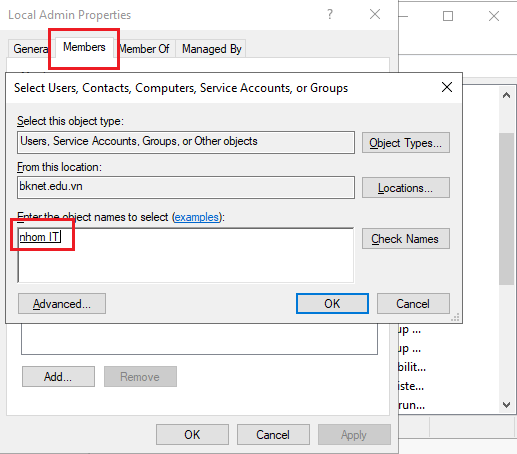 Local Admin Properties
General
Members
Member Of
Managed By
Select Users, Contacts, Computers, Service Accounts, or Groups
Select this object type:
Users, Service Accounts, Groups, or Other objects
Object Types...
From this location:
bknet.edu.vn
Locations...
Enter the object names to select (examples):
nhom IT
Check Names
Advanced...
OK
Cancel
up ...
up ...
bilit...
iste...
run...
Add...
Remove
OK
Cancel
Apply